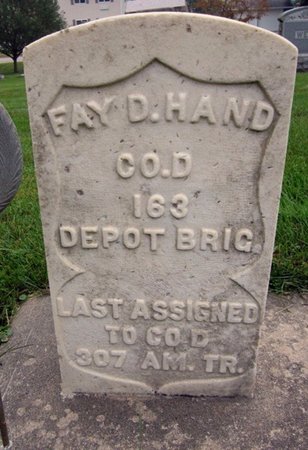 FAY D. HAND
CO. D
163
DEPOT BRIG.
LAST ASSIGNED
TO CO. D
307 AM. TR.